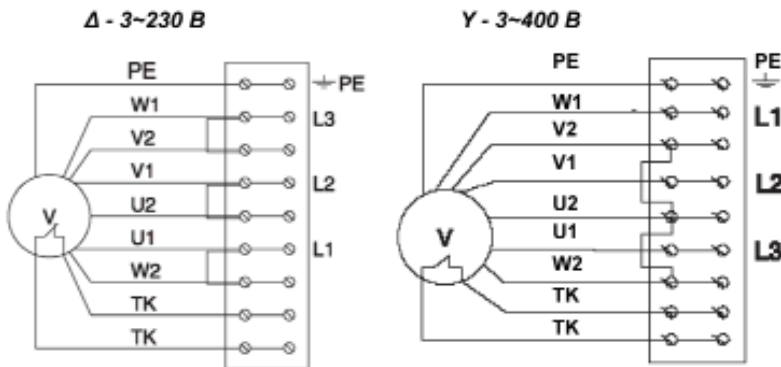 Δ - 3~230 В
PE
PE
W1
L3
V2
V1
L2
U2
V
U1
L1
W2
TK
TK
Y - 3~400 В
PE
PE
W1
L1
V2
V1
L2
U2
V
U1
L3
W2
TK
TK